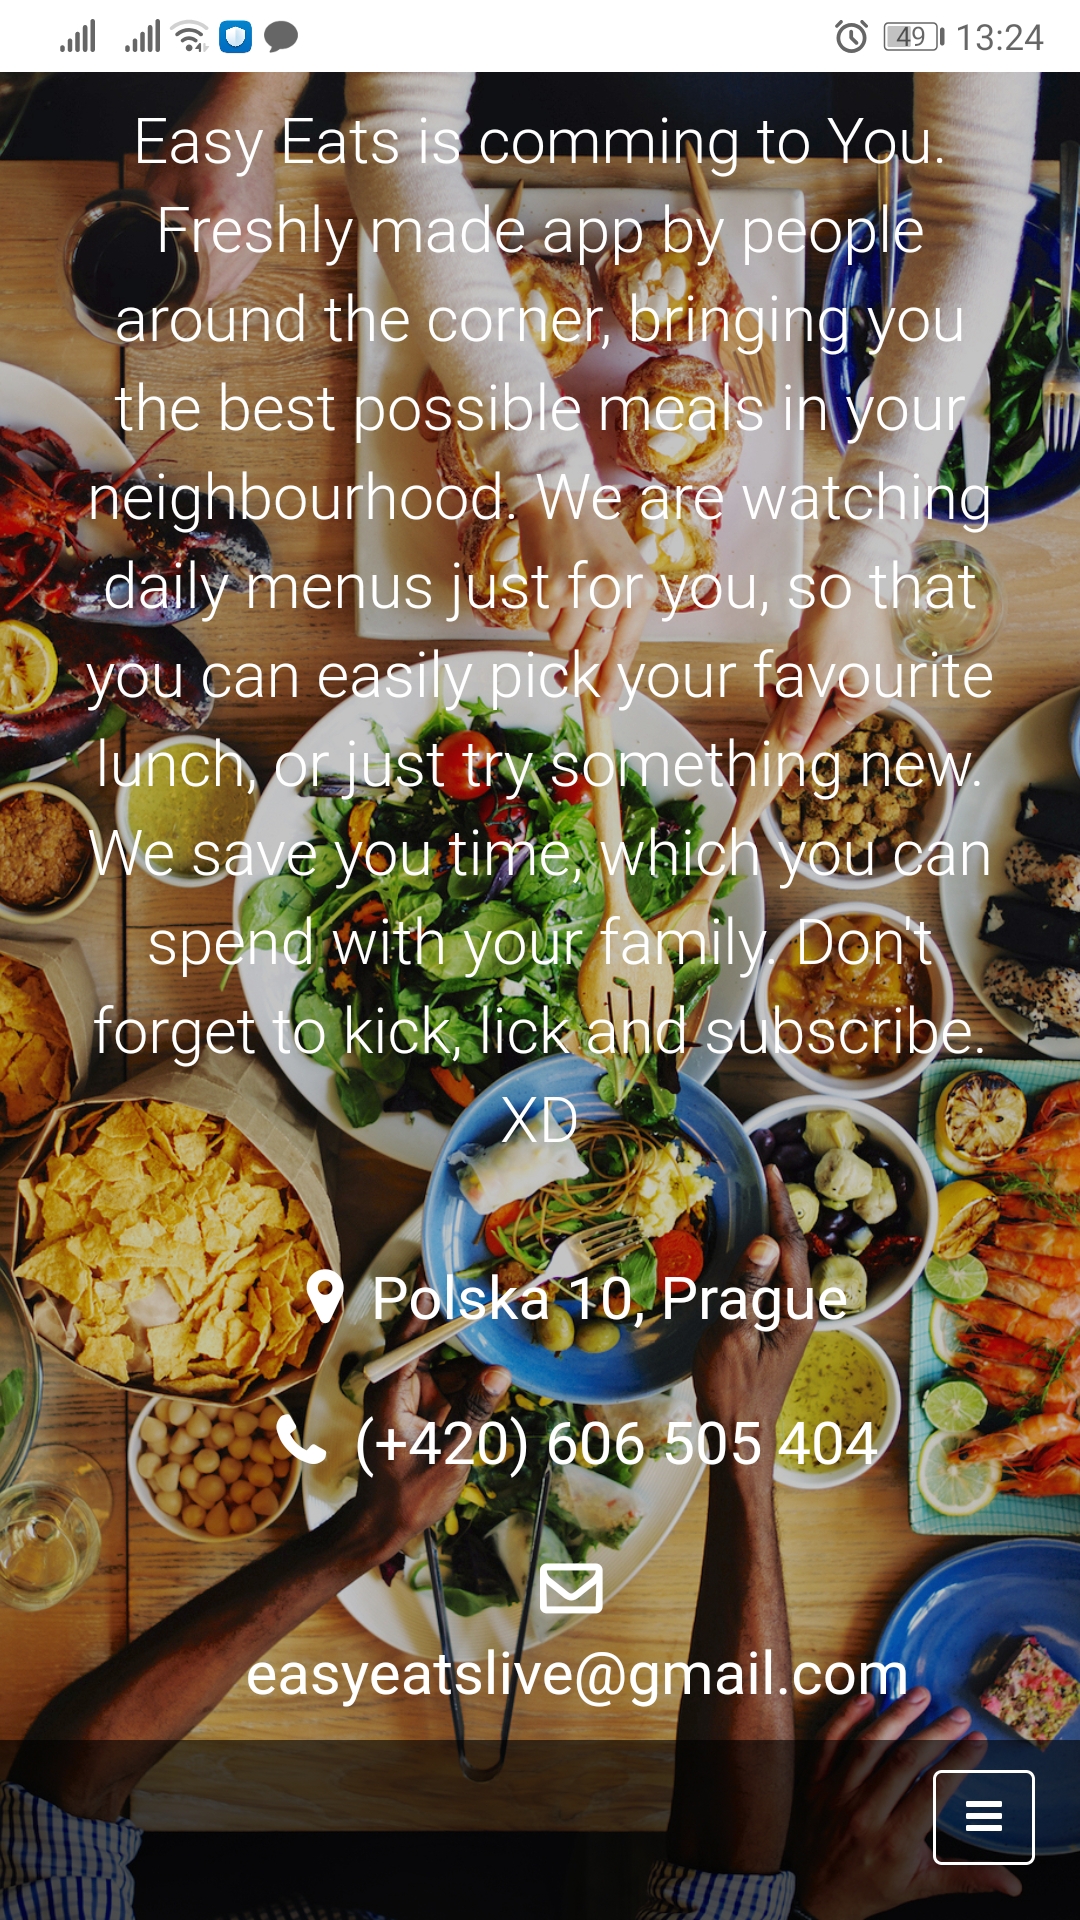 49 13:24
Easy Eats is comming to You.
Freshly made app by people
around the corner, bringing you
the best possible meals in your
neighbourhood. We are watching
daily menus just for you, so that
you can easily pick your favourite
lunch, or just try something new.
We save you time, which you can
spend with your family. Don't
forget to kick, lick and subscribe.
XD
Polska 10, Prague
(+420) 606 505 404
easyeatslive@gmail.com